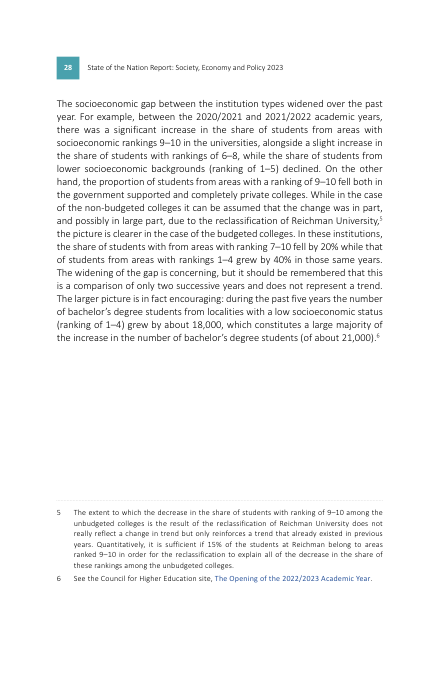 28
State of the Nation Report: Society, Economy and Policy 2023
The socioeconomic gap between the institution types widened over the past
year. For example, between the 2020/2021 and 2021/2022 academic years,
there was a significant increase in the share of students from areas with
socioeconomic rankings 9–10 in the universities, alongside a slight increase in
the share of students with rankings of 6–8, while the share of students from
lower socioeconomic backgrounds (ranking of 1–5) declined. On the other
hand, the proportion of students from areas with a ranking of 9–10 fell both in
the government supported and completely private colleges. While in the case
of the non-budgeted colleges it can be assumed that the change was in part,
and possibly in large part, due to the reclassification of Reichman University,5
the picture is clearer in the case of the budgeted colleges. In these institutions,
the share of students with from areas with ranking 7–10 fell by 20% while that
of students from areas with rankings 1–4 grew by 40% in those same years.
The widening of the gap is concerning, but it should be remembered that this
is a comparison of only two successive years and does not represent a trend.
The larger picture is in fact encouraging: during the past five years the number
of bachelor's degree students from localities with a low socioeconomic status
(ranking of 1–4) grew by about 18,000, which constitutes a large majority of
the increase in the number of bachelor's degree students (of about 21,000).6
5 The extent to which the decrease in the share of students with ranking of 9–10 among the
unbudgeted colleges is the result of the reclassification of Reichman University does not
really reflect a change in trend but only reinforces a trend that already existed in previous
years. Quantitatively, it is sufficient if 15% of the students at Reichman belong to areas
ranked 9–10 in order for the reclassification to explain all of the decrease in the share of
these rankings among the unbudgeted colleges.
6 See the Council for Higher Education site, The Opening of the 2022/2023 Academic Year.